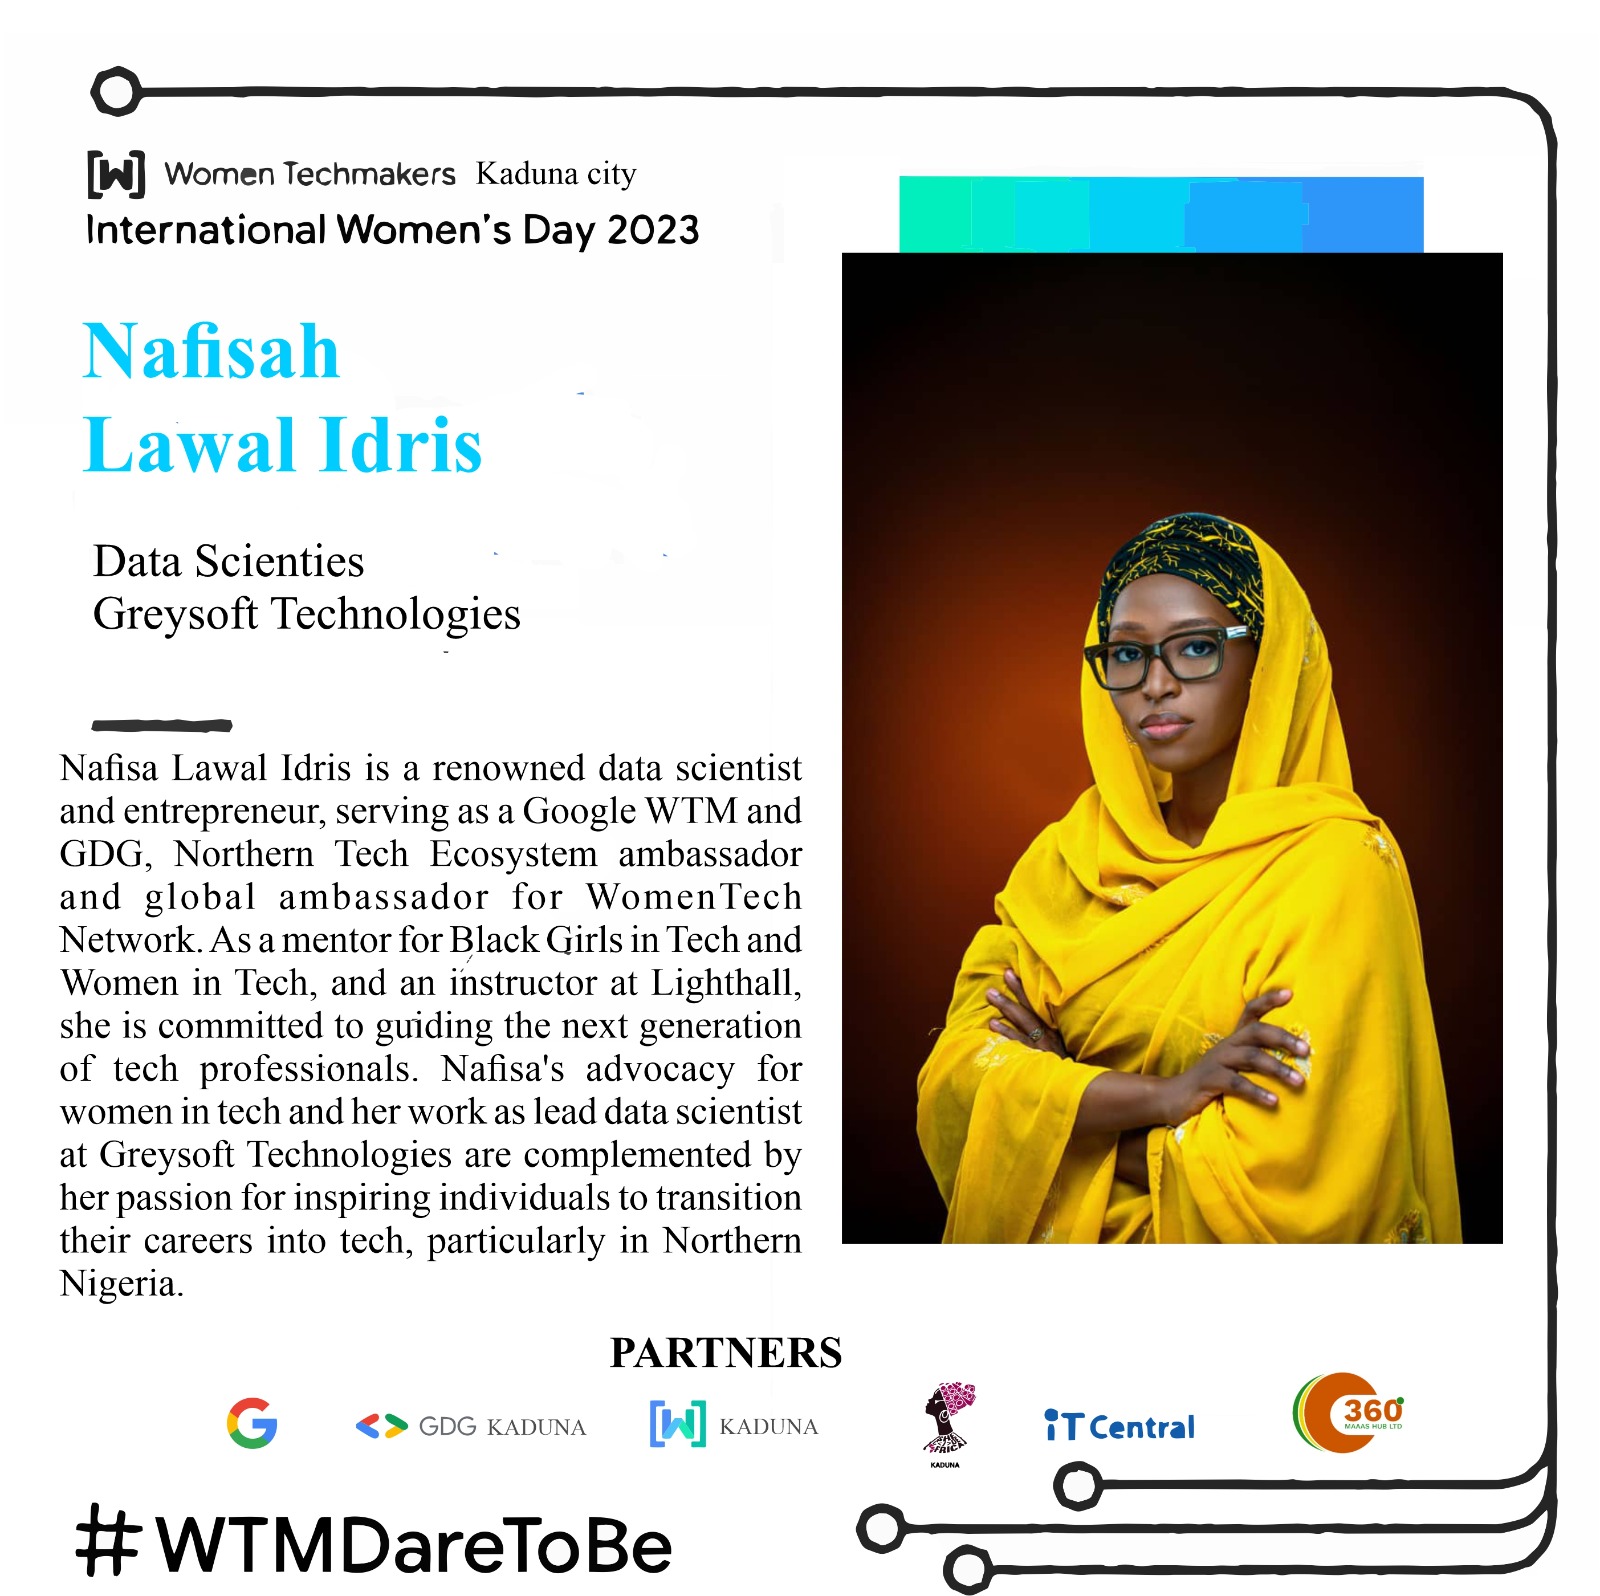 [W] Women Techmakers Kaduna city
International Women's Day 2023
Nafisah
Lawal Idris
Data Scienties
Greysoft Technologies
Nafisa Lawal Idris is a renowned data scientist
and entrepreneur, serving as a Google WTM and
GDG, Northern Tech Ecosystem ambassador
and global ambassador for WomenTech
Network. As a mentor for Black Girls in Tech and
Women in Tech, and an instructor at Lighthall,
she is committed to guiding the next generation
of tech professionals. Nafisa's advocacy for
women in tech and her work as lead data scientist
at Greysoft Technologies are complemented by
her passion for inspiring individuals to transition
their careers into tech, particularly in Northern
Nigeria.
PARTNERS
G
GDG KADUNA
[W] KADUNA
KADUNA
iT Central
360°
MAAAS HUB LTD
#WTMDareToBe